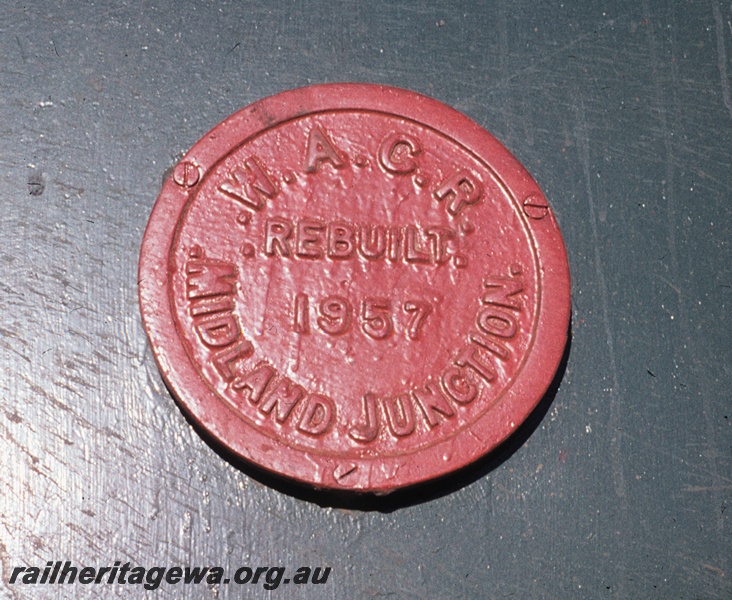 .W.A.G.R.
.REBUILT.
1957
.MIDLAND JUNCTION.
railheritagewa.org.au